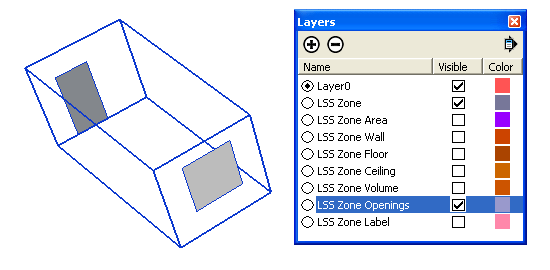 Layers
Name Visible Color
Layer0
LSS Zone
LSS Zone Area
LSS Zone Wall
LSS Zone Floor
LSS Zone Ceiling
LSS Zone Volume
LSS Zone Openings
LSS Zone Label